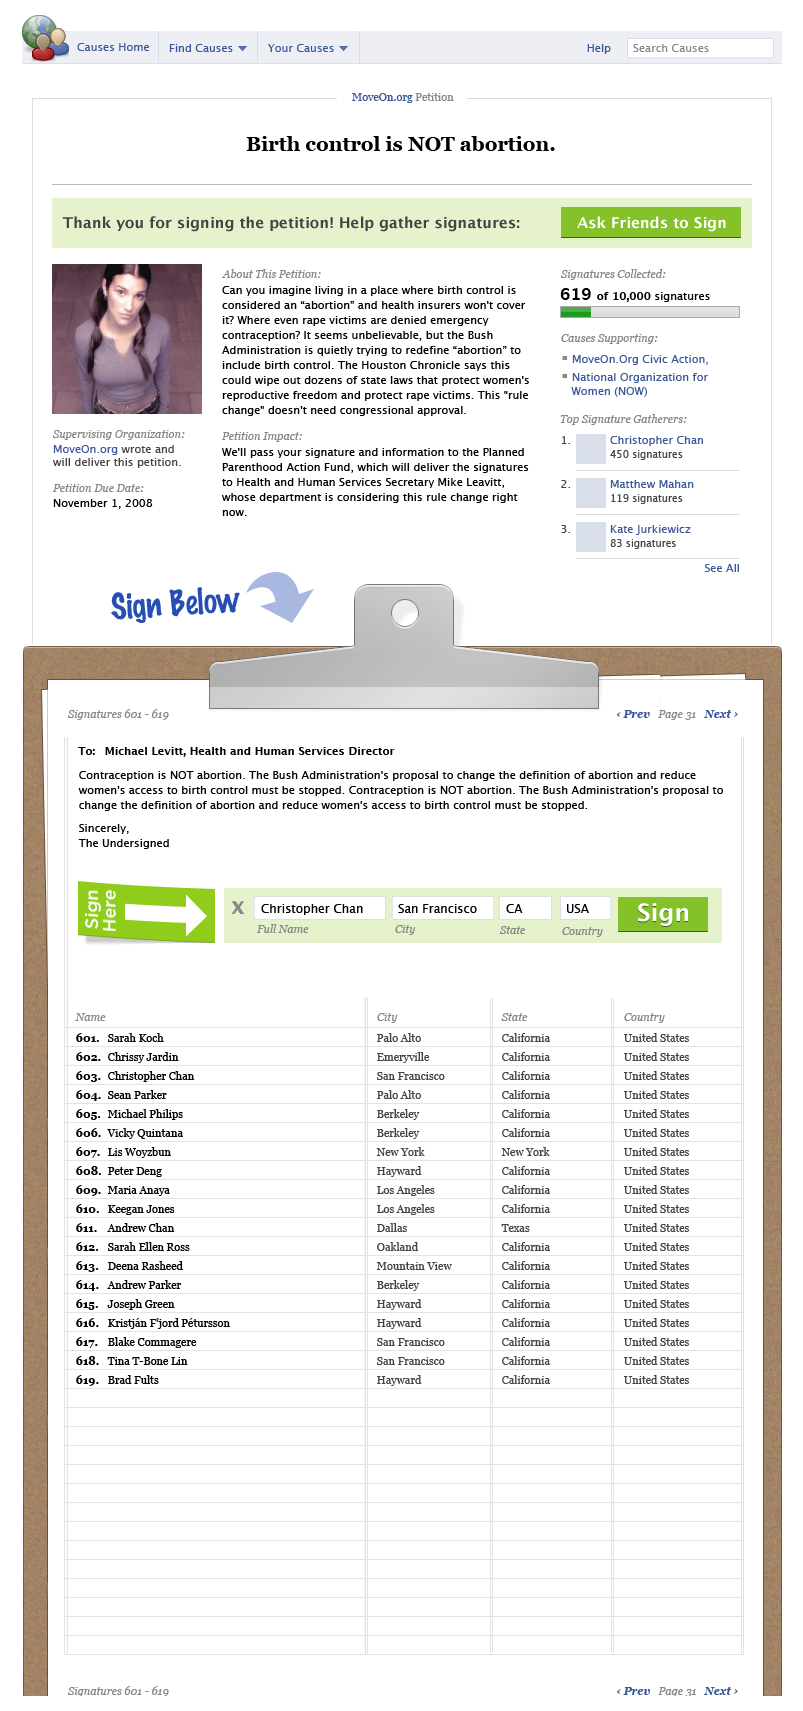 Causes Home
Find Causes
Your Causes
Help
Search Causes
MoveOn.org Petition
Birth control is NOT abortion.
Thank you for signing the petition! Help gather signatures:
Ask Friends to Sign
Supervising Organization:
MoveOn.org wrote and
will deliver this petition.
Petition Due Date:
November 1, 2008
About This Petition:
Can you imagine living in a place where birth control is
considered an “abortion” and health insurers won't cover
it? Where even rape victims are denied emergency
contraception? It seems unbelievable, but the Bush
Administration is quietly trying to redefine “abortion” to
include birth control. The Houston Chronicle says this
could wipe out dozens of state laws that protect women's
reproductive freedom and protect rape victims. This "rule
change" doesn't need congressional approval.
Petition Impact:
We'll pass your signature and information to the Planned
Parenthood Action Fund, which will deliver the signatures
to Health and Human Services Secretary Mike Leavitt,
whose department is considering this rule change right
now.
Signatures Collected:
619 of 10,000 signatures
Causes Supporting:
MoveOn.Org Civic Action,
National Organization for
Women (NOW)
Top Signature Gatherers:
1. Christopher Chan
450 signatures
2. Matthew Mahan
119 signatures
3. Kate Jurkiewicz
83 signatures
See All
Sign Below
Signatures 601 - 619
‹ Prev Page 31 Next ›
To: Michael Levitt, Health and Human Services Director
Contraception is NOT abortion. The Bush Administration's proposal to change the definition of abortion and reduce
women's access to birth control must be stopped. Contraception is NOT abortion. The Bush Administration's proposal to
change the definition of abortion and reduce women's access to birth control must be stopped.
Sincerely,
The Undersigned
Sign
Here
X Christopher Chan San Francisco CA USA Sign
Full Name City State Country
Name City State Country
601. Sarah Koch Palo Alto California United States
602. Chrissy Jardin Emeryville California United States
603. Christopher Chan San Francisco California United States
604. Sean Parker Palo Alto California United States
605. Michael Philips Berkeley California United States
606. Vicky Quintana Berkeley California United States
607. Lis Woyzbun New York New York United States
608. Peter Deng Hayward California United States
609. Maria Anaya Los Angeles California United States
610. Keegan Jones Los Angeles California United States
611. Andrew Chan Dallas Texas United States
612. Sarah Ellen Ross Oakland California United States
613. Deena Rasheed Mountain View California United States
614. Andrew Parker Berkeley California United States
615. Joseph Green Hayward California United States
616. Kristján F'jord Pétursson Hayward California United States
617. Blake Commagere San Francisco California United States
618. Tina T-Bone Lin San Francisco California United States
619. Brad Fults Hayward California United States
Signatures 601 - 619
‹ Prev Page 31 Next ›